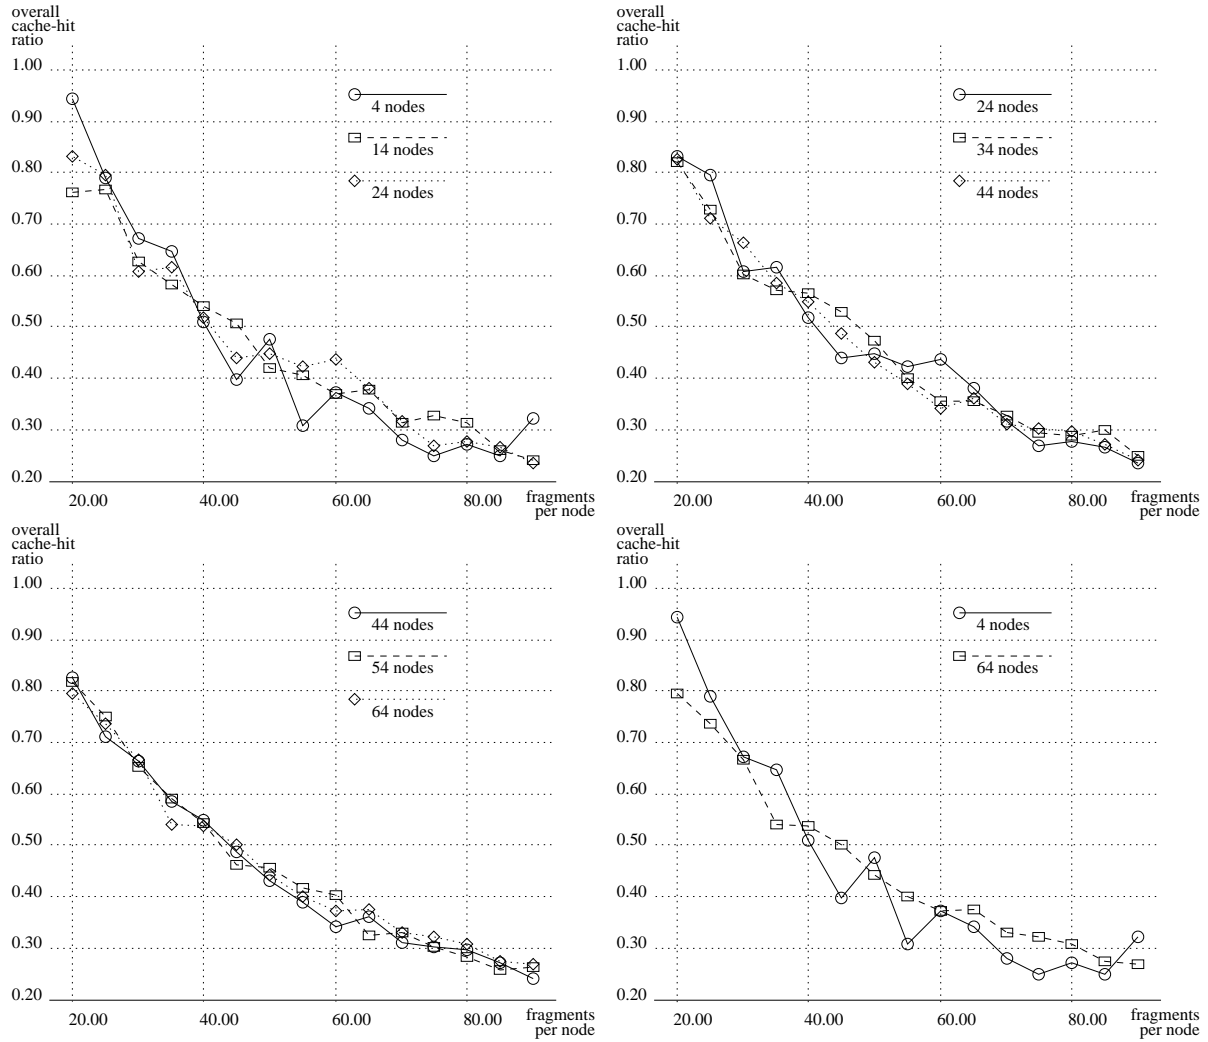 overall
cache-hit
ratio
1.00
0.90
0.80
0.70
0.60
0.50
0.40
0.30
0.20
20.00 40.00 60.00 80.00
fragments
per node
4 nodes
14 nodes
24 nodes
overall
cache-hit
ratio
1.00
0.90
0.80
0.70
0.60
0.50
0.40
0.30
0.20
20.00 40.00 60.00 80.00
fragments
per node
24 nodes
34 nodes
44 nodes
overall
cache-hit
ratio
1.00
0.90
0.80
0.70
0.60
0.50
0.40
0.30
0.20
20.00 40.00 60.00 80.00
fragments
per node
44 nodes
54 nodes
64 nodes
overall
cache-hit
ratio
1.00
0.90
0.80
0.70
0.60
0.50
0.40
0.30
0.20
20.00 40.00 60.00 80.00
fragments
per node
4 nodes
64 nodes